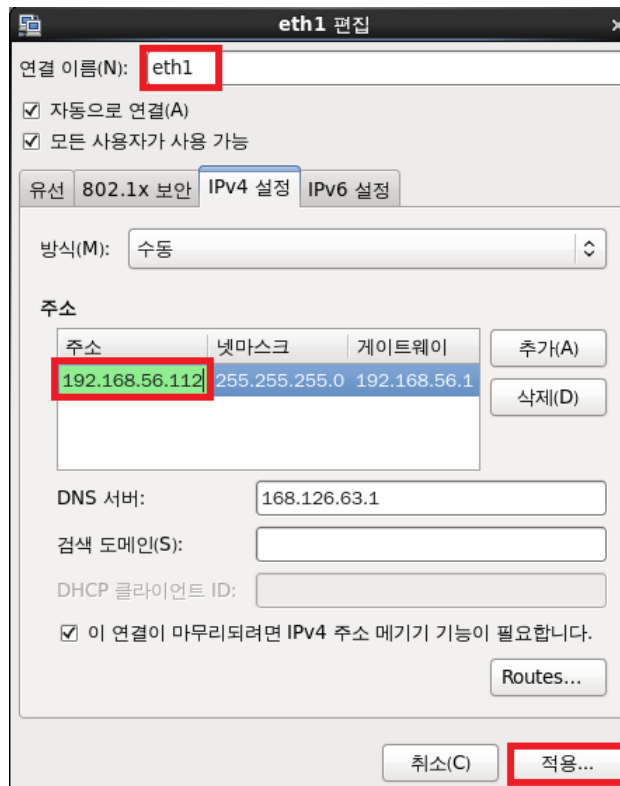 eth1 편집
연결 이름(N): eth1
자동으로 연결(A)
모든 사용자가 사용 가능
유선 802.1x 보안 IPv4 설정 IPv6 설정
방식(M): 수동
주소
주소 넷마스크 게이트웨이
192.168.56.112 255.255.255.0 192.168.56.1
추가(A)
삭제(D)
DNS 서버: 168.126.63.1
검색 도메인(S):
DHCP 클라이언트 ID:
이 연결이 마무리되려면 IPv4 주소 메기기 기능이 필요합니다.
Routes...
취소(C) 적용...